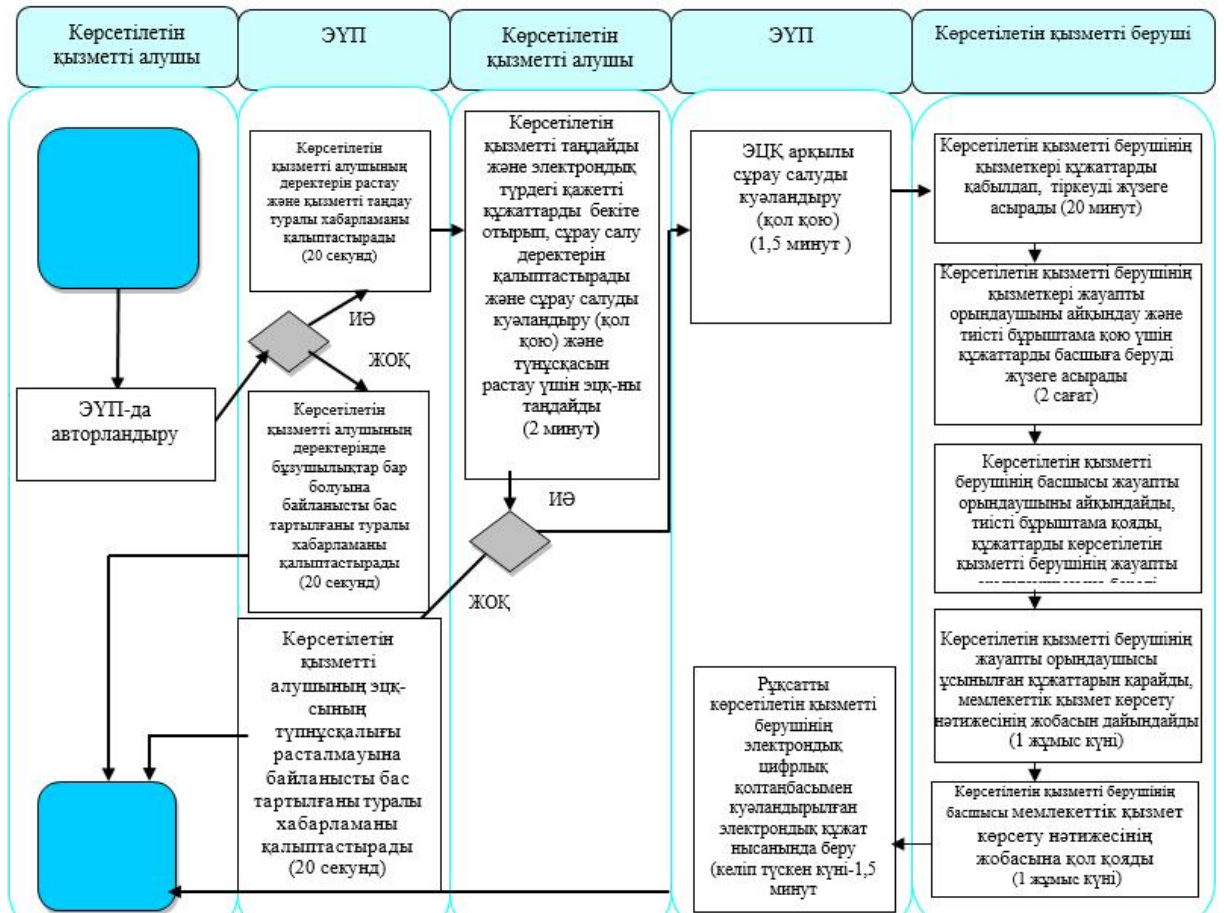 Көрсетілетін
қызметті алушы
ЭҮП
Көрсетілетін
қызметті алушы
ЭҮП
Көрсетілетін қызметті беруші
ЭҮП-да
авторландыру
Көрсетілетін
қызметті алушының
деректерін растау
және қызметті таңдау
туралы хабарламаны
қалыптастырады
(20 секунд)
ИӘ
ЖОҚ
Көрсетілетін
қызметті алушының
деректерінде
бұзушылықтар бар
болуына
байланысты бас
тартылғаны туралы
хабарламаны
қалыптастырады
(20 секунд)
Көрсетілетін
қызметті
алушының эцқ-
сының
түпнұсқалығы
расталмауына
байланысты бас
тартылғаны туралы
хабарламаны
қалыптастырады
(20 секунд)
Көрсетілетін
қызметті таңдайды
және электрондық
түрдегі қажетті
құжаттарды бекіте
отырып, сұрау салу
деректерін
қалыптастырады
және сұрау салуды
куәландыру (қол
қою) және
түнұсқасын
растау үшін эцқ-ны
таңдайды
(2 минут)
ИӘ
ЖОҚ
ЭЦҚ арқылы
сұрау салуды
куәландыру
(қол қою)
(1,5 минут )
Рұқсатты
көрсетілетін қызметті
берушінің
электрондық
цифрлық
қолтаңбасымен
куәландырылған
электрондық құжат
нысанында беру
(келіп түскен күні-1,5
минут
Көрсетілетін қызметті берушінің
қызметкері құжаттарды
қабылдап, тіркеуді жүзеге
асырады (20 минут)
Көрсетілетін қызметті берушінің
қызметкері жауапты
орындаушыны айқындау және
тиісті бұрыштама қою үшін
құжаттарды басшыға беруді
жүзеге асырады
(2 сағат)
Көрсетілетін қызметті
берушінің басшысы жауапты
орындаушыны айқындайды,
тиісті бұрыштама қояды,
құжаттарды көрсетілетін
қызметті берушінің жауапты
Көрсетілетін қызметті берушінің
жауапты орындаушысы
ұсынылған құжаттарын қарайды,
мемлекеттік қызмет көрсету
нәтижесінің жобасын дайындайды
(1 жұмыс күні)
Көрсетілетін қызметті берушінің
басшысы мемлекеттік қызмет
көрсету нәтижесінің
жобасына қол қояды
(1 жұмыс күні)